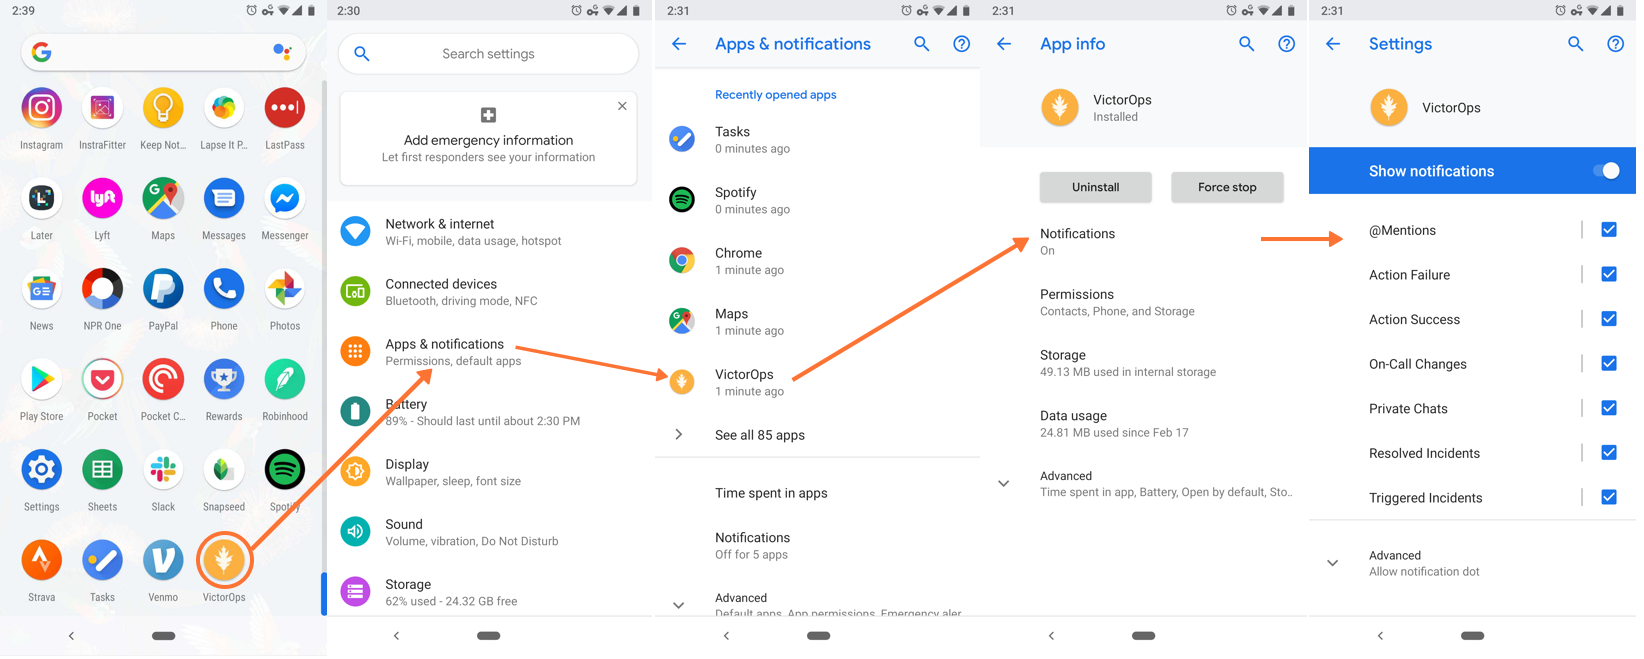 2:39
Instagram
InstraFitter
Keep Not...
Lapse It P...
LastPass
Later
Lyft
Maps
Messages
Messenger
News
NPR One
PayPal
Phone
Photos
Play Store
Pocket
Pocket C...
Rewards
Robinhood
Settings
Sheets
Slack
Snapseed
Spotify
Strava
Tasks
Venmo
VictorOps
2:30
Search settings
Add emergency information
Let first responders see your information
Network & internet
Wi-Fi, mobile, data usage, hotspot
Connected devices
Bluetooth, driving mode, NFC
Apps & notifications
Permissions, default apps
Battery
89% - Should last until about 2:30 PM
Display
Wallpaper, sleep, font size
Sound
Volume, vibration, Do Not Disturb
Storage
62% used - 24.32 GB free
2:31
Apps & notifications
Recently opened apps
Tasks
0 minutes ago
Spotify
0 minutes ago
Chrome
1 minute ago
Maps
1 minute ago
VictorOps
1 minute ago
See all 85 apps
Time spent in apps
Notifications
Off for 5 apps
Advanced
Default apps, App permissions, Emergency aler
2:31
App info
VictorOps
Installed
Uninstall
Force stop
Notifications
On
Permissions
Contacts, Phone, and Storage
Storage
49.13 MB used in internal storage
Data usage
24.81 MB used since Feb 17
Advanced
Time spent in app, Battery, Open by default, Sto..
2:31
Settings
VictorOps
Show notifications
@Mentions
Action Failure
Action Success
On-Call Changes
Private Chats
Resolved Incidents
Triggered Incidents
Advanced
Allow notification dot